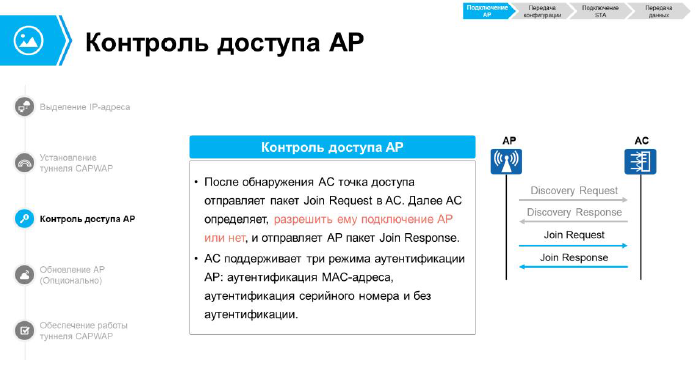 Подключение
AP
Передача
конфигурации
Подключение
STA
Передача
данных
Контроль доступа AP
Выделение IP-адреса
Установление
туннеля CAPWAP
Контроль доступа AP
Обновление AP
(Опционально)
Обеспечение работы
туннеля CAPWAP
Контроль доступа AP
• После обнаружения AC точка доступа
отправляет пакет Join Request в AC. Далее AC
определяет, разрешить ему подключение AP
или нет, и отправляет AP пакет Join Response.
• AC поддерживает три режима аутентификации
AP: аутентификация MAC-адреса,
аутентификация серийного номера и без
аутентификации.
AP
AC
Discovery Request
Discovery Response
Join Request
Join Response